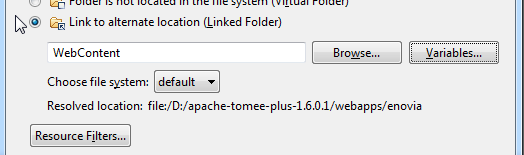 Folder is not located in the file system (Virtual Folder)
Link to alternate location (Linked Folder)
WebContent Browse... Variables...
Choose file system: default
Resolved location: file:/D:/apache-tomee-plus-1.6.0.1/webapps/enovia
Resource Filters...